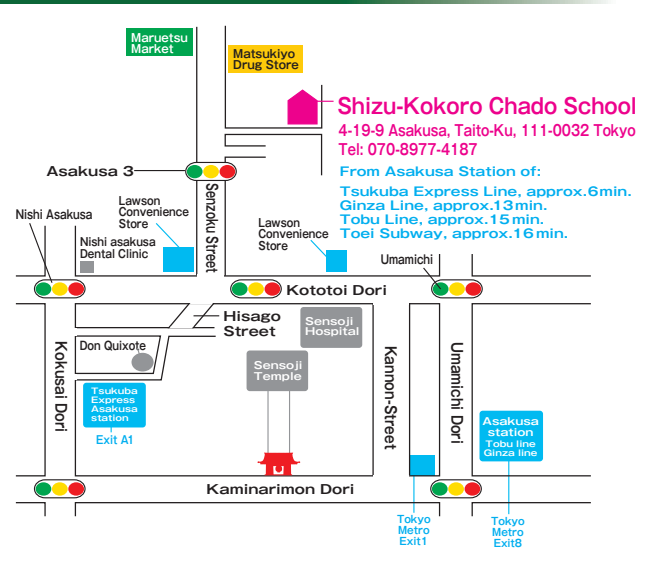 Maruetsu
Market
Matsukiyo
Drug Store
Shizu-Kokoro Chado School
4-19-9 Asakusa, Taito-Ku, 111-0032 Tokyo
Tel: 070-8977-4187
From Asakusa Station of:
Tsukuba Express Line, approx.6min.
Ginza Line, approx.13min.
Tobu Line, approx.15min.
Toei Subway, approx.16min.
Asakusa 3
Senzoku Street
Lawson
Convenience
Store
Nishi Asakusa
Nishi asakusa
Dental Clinic
Lawson
Convenience
Store
Umamichi
Kototoi Dori
Hisago
Street
Sensoji
Hospital
Don Quixote
Sensoji
Temple
Kokusai Dori
Kannon-Street
Umamichi Dori
Tsukuba
Express
Asakusa
station
Exit A1
Asakusa
station
Tobu line
Ginza line
Kaminarimon Dori
Tokyo
Metro
Exit1
Tokyo
Metro
Exit8